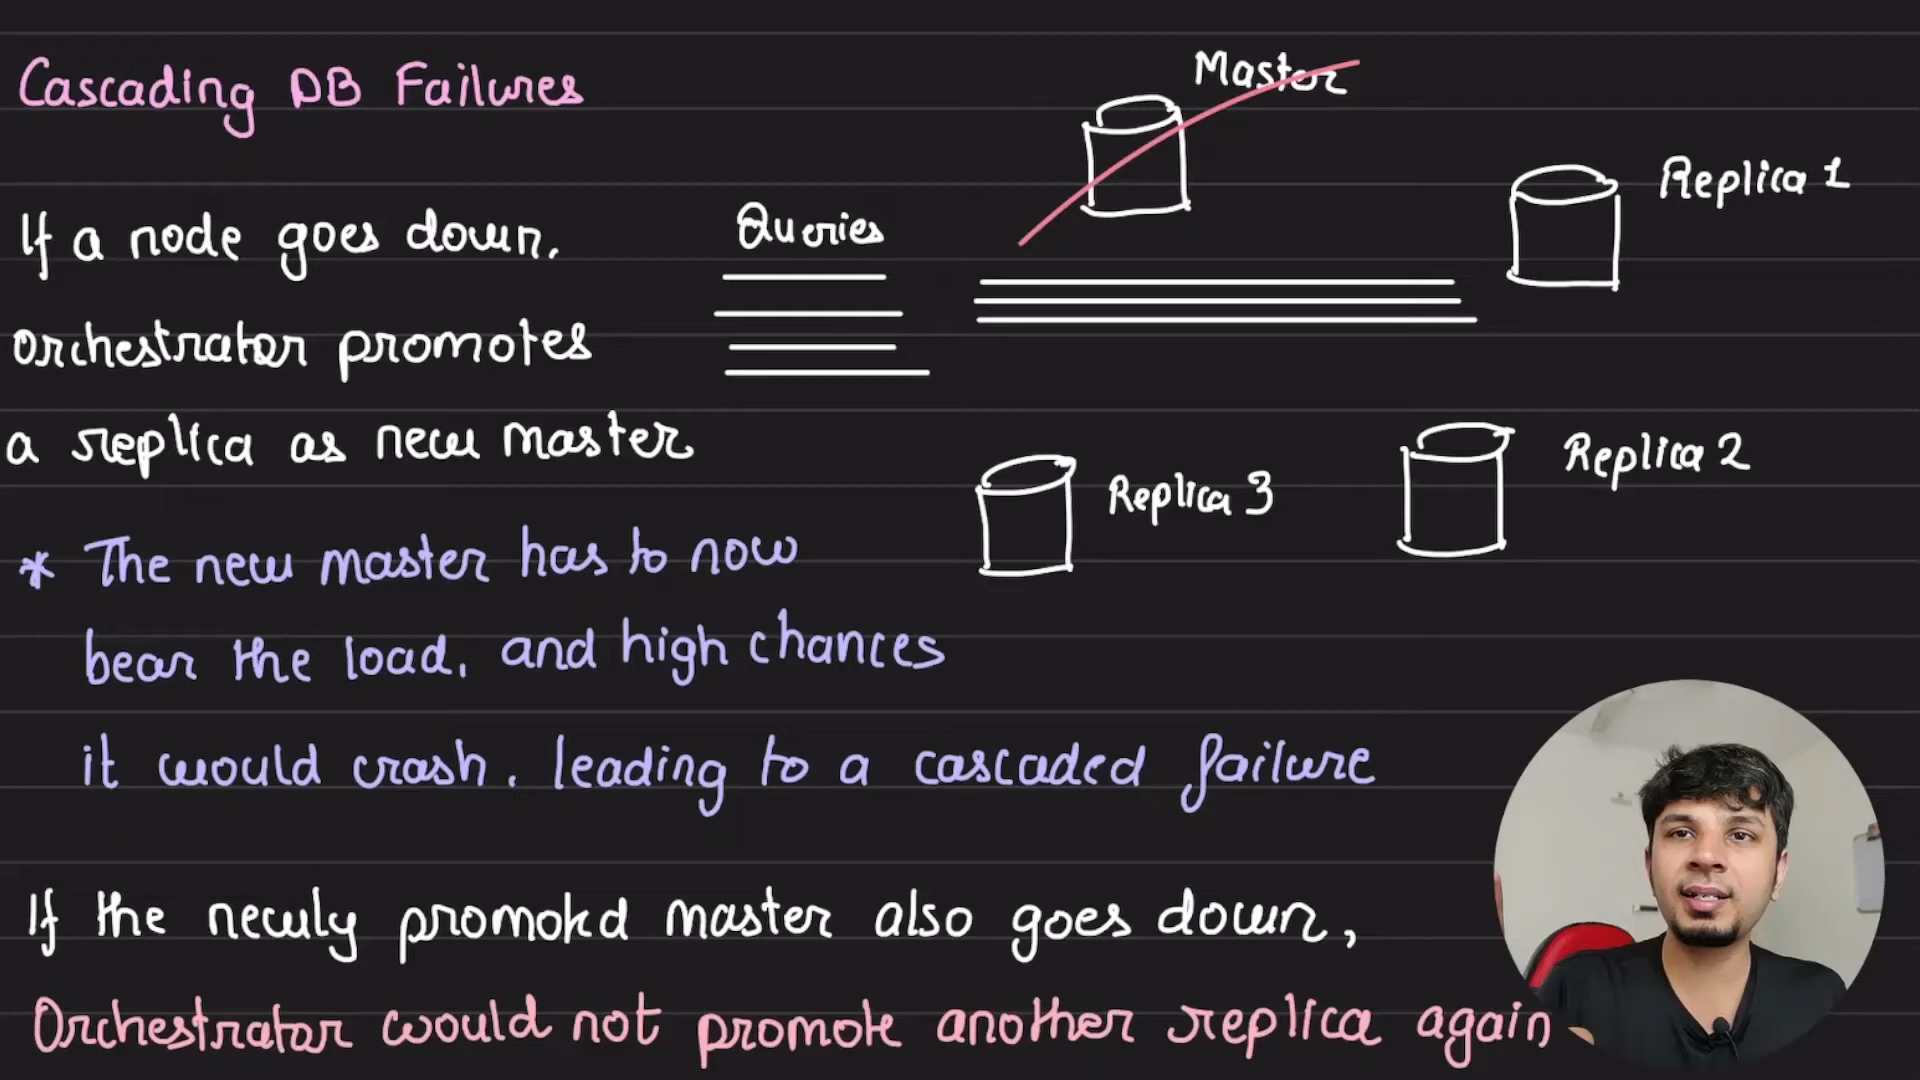 Cascading DB Failures
Master
Replica 1
If a node goes down.
Queries
Orchestrator promotes
a replica as new master
Replica 3
Replica 2
* The new master has to now
bear the load, and high chances
it would crash. leading to a cascaded failure
If the newly promoted master also goes down,
Orchestrator would not promote another replica again